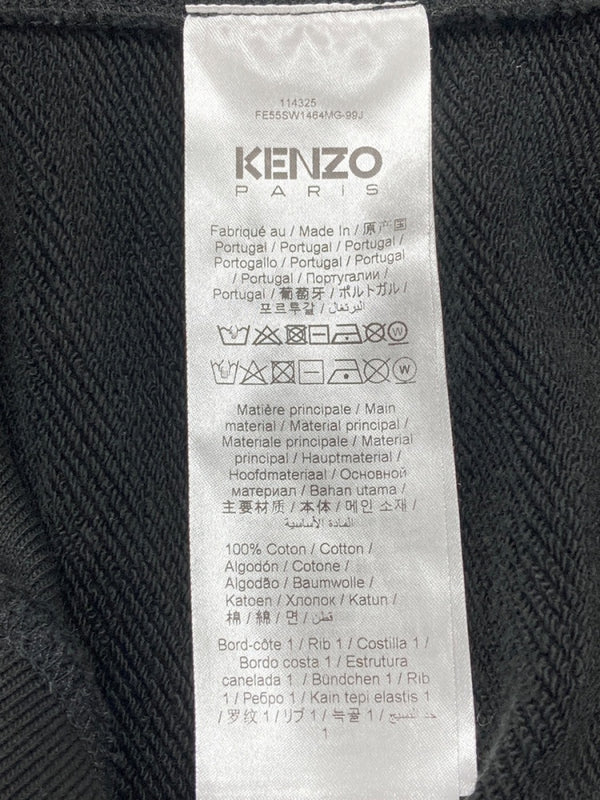 114325
FE55SW1464MG-99J
KENZO
PARIS
Fabriqué au / Made In / 原产国
Portugal / Portugal / Portugal /
Portogallo / Portugal / Portugal
/ Portugal / Португалии /
Portugal / 葡萄牙 / ポルトガル /
포르투갈 / البرتغال
W
W
Matière principale / Main
material / Material principal /
Materiale principale / Material
principal / Hauptmaterial /
Hoofdmateriaal / Основной
материал / Bahan utama /
主要材质 / 本体 / 메인 소재 /
المادة الأساسية
100% Coton / Cotton /
Algodón / Cotone /
Algodão / Baumwolle /
Katoen / Хлопок / Katun /
棉 / 綿 / 면 / قطن
Bord-côte 1 / Rib 1 / Costilla 1 /
Bordo costa 1 / Estrutura
canelada 1 / Bündchen 1 / Rib
1 / Ребро 1 / Kain tepi elastis 1
/ 罗纹 1 / リブ 1 / 늑골 1 / حد النسيج
1